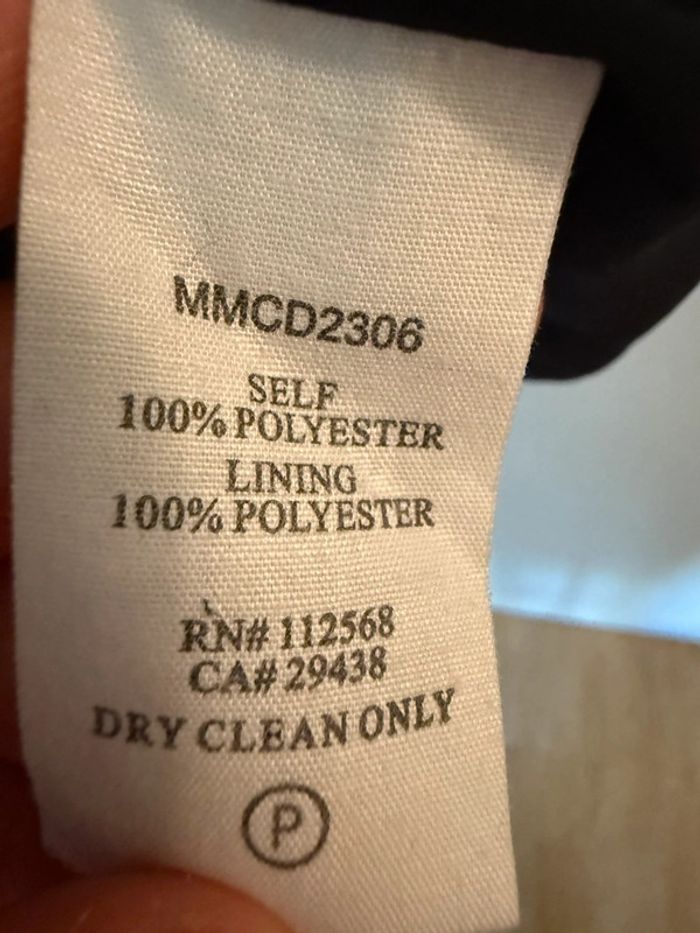 MMCD2306
SELF
100% POLYESTER
LINING
100% POLYESTER
RN# 112568
CA# 29438
DRY CLEAN ONLY
P